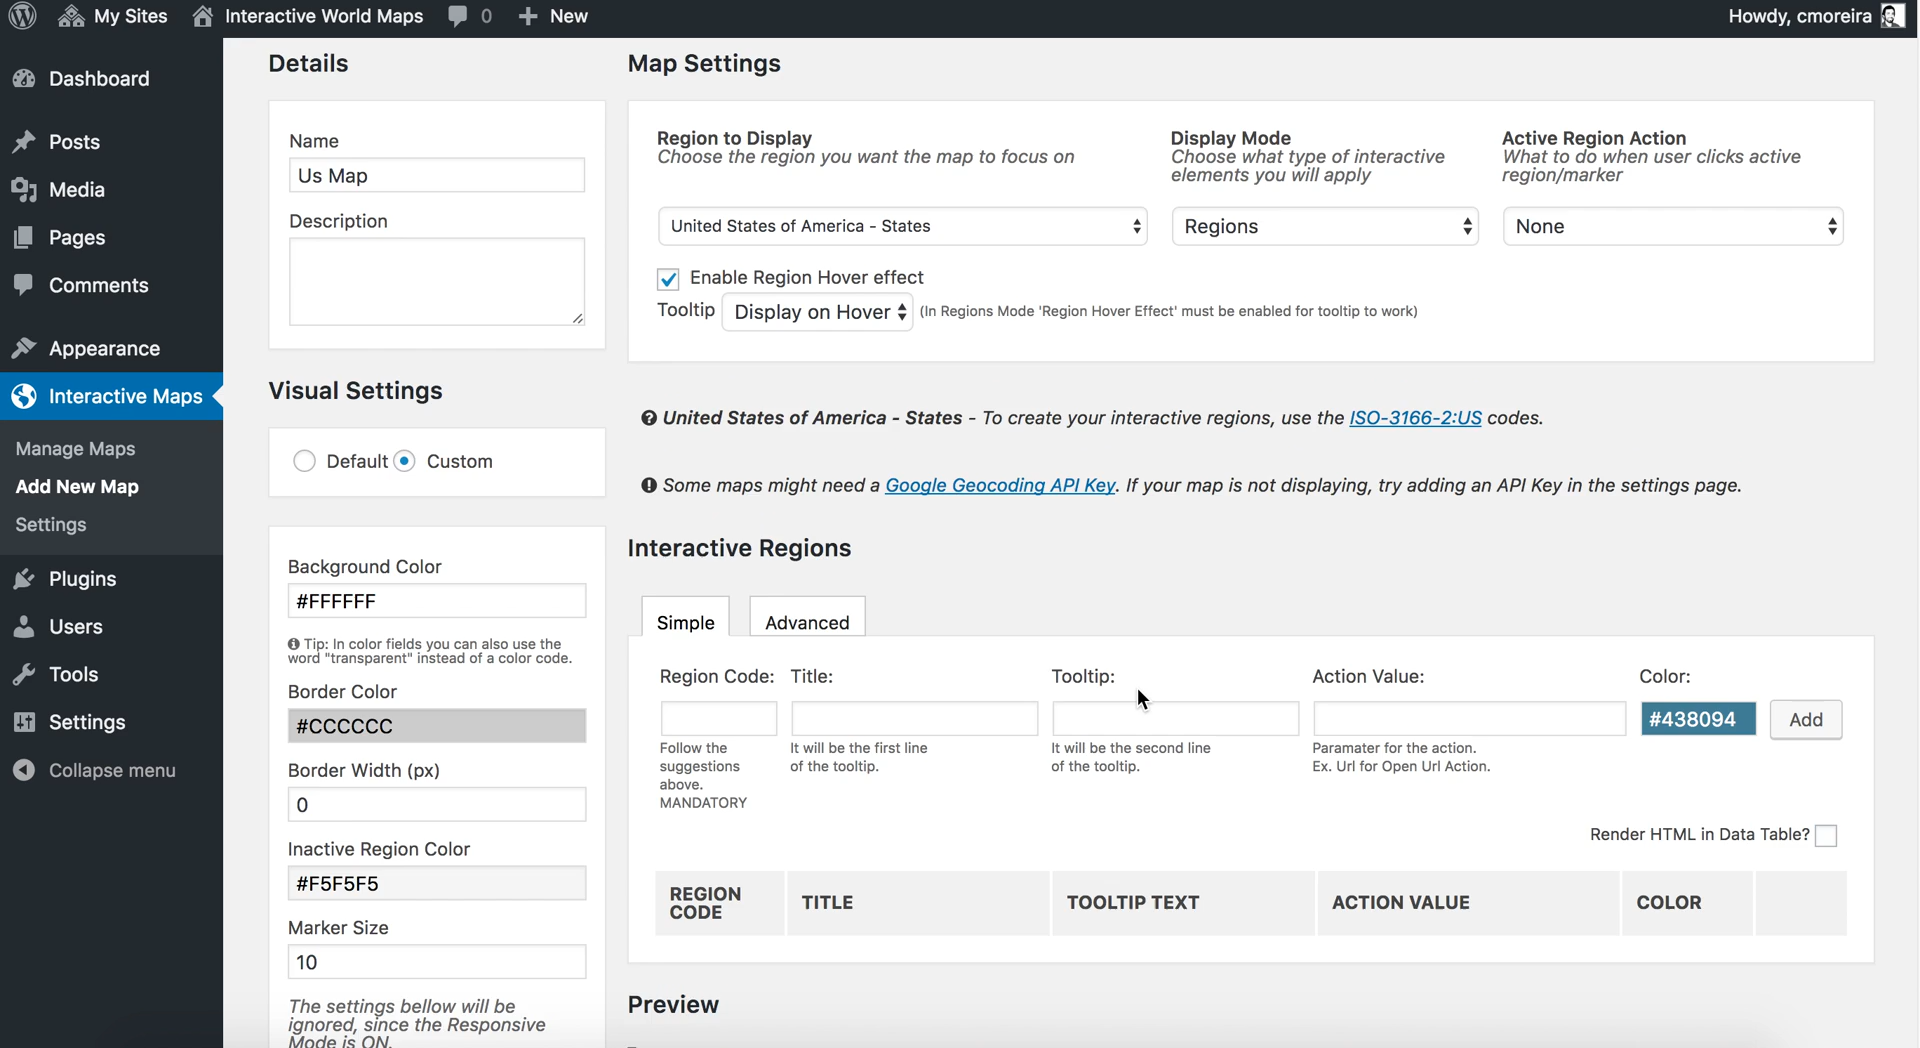 My Sites Interactive World Maps 0 + New Howdy, cmoreira
Dashboard
Posts
Media
Pages
Comments
Appearance
Interactive Maps
Manage Maps
Add New Map
Settings
Plugins
Users
Tools
Settings
Collapse menu
Details
Name
Us Map
Description
Visual Settings
Default Custom
Background Color
#FFFFFF
Tip: In color fields you can also use the
word "transparent" instead of a color code.
Border Color
#CCCCCC
Border Width (px)
0
Inactive Region Color
#F5F5F5
Marker Size
10
The settings bellow will be
ignored, since the Responsive
Mode is ON.
Map Settings
Region to Display
Choose the region you want the map to focus on
United States of America - States
Display Mode
Choose what type of interactive
elements you will apply
Regions
Active Region Action
What to do when user clicks active
region/marker
None
Enable Region Hover effect
Tooltip Display on Hover (In Regions Mode 'Region Hover Effect' must be enabled for tooltip to work)
United States of America - States - To create your interactive regions, use the ISO-3166-2:US codes.
Some maps might need a Google Geocoding API Key. If your map is not displaying, try adding an API Key in the settings page.
Interactive Regions
Simple Advanced
Region Code: Title: Tooltip: Action Value: Color:
#438094 Add
Follow the
suggestions
above.
MANDATORY
It will be the first line
of the tooltip.
It will be the second line
of the tooltip.
Paramater for the action.
Ex. Url for Open Url Action.
Render HTML in Data Table?
REGION
CODE
TITLE TOOLTIP TEXT ACTION VALUE COLOR
Preview